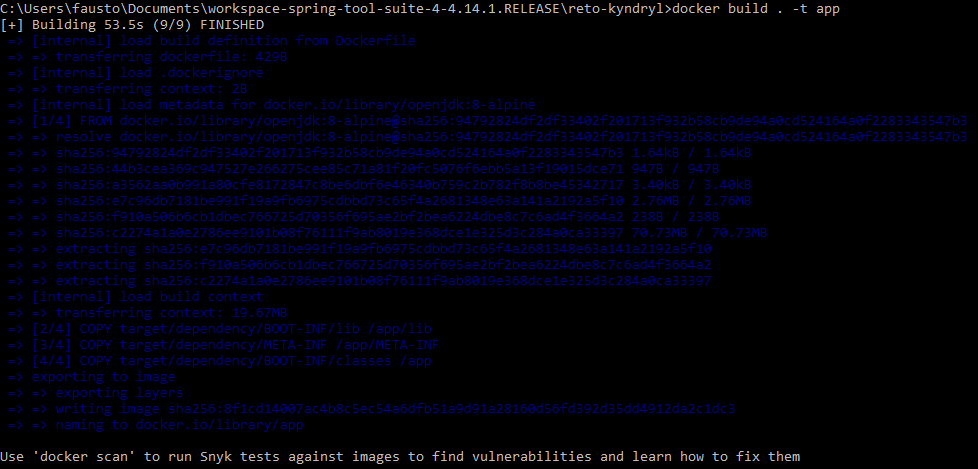 C:\Users\fausto\Documents\workspace-spring-tool-suite-4-4.14.1.RELEASE\reto-kyndryl>docker build . -t app
[+] Building 53.5s (9/9) FINISHED
=> [internal] load build definition from Dockerfile
=> => transferring dockerfile: 429B
=> [internal] load .dockerignore
=> => transferring context: 2B
=> [internal] load metadata for docker.io/library/openjdk:8-alpine
=> [1/4] FROM docker.io/library/openjdk:8-alpine@sha256:94792824df2df33402f201713f932b58cb9de94a0cd524164a0f2283343547b3
=> => resolve docker.io/library/openjdk:8-alpine@sha256:94792824df2df33402f201713f932b58cb9de94a0cd524164a0f2283343547b3
=> => sha256:94792824df2df33402f201713f932b58cb9de94a0cd524164a0f2283343547b3 1.64kB / 1.64kB
=> => sha256:44b3cea369c947527e266275cee85c71a81f20fc5076f6ebb5a13f19015dce71 947B / 947B
=> => sha256:a3562aa0b991a80cfe8172847c8be6dbf6e46340b759c2b782f8b8be45342717 3.40kB / 3.40kB
=> => sha256:e7c96db7181be991f19a9fb6975cdbbd73c65f4a2681348e63a141a2192a5f10 2.76MB / 2.76MB
=> => sha256:f910a506b6cb1dbec766725d70356f695ae2bf2bea6224dbe8c7c6ad4f3664a2 238B / 238B
=> => sha256:c2274a1a0e2786ee9101b08f76111f9ab8019e368dce1e325d3c284a0ca33397 70.73MB / 70.73MB
=> => extracting sha256:e7c96db7181be991f19a9fb6975cdbbd73c65f4a2681348e63a141a2192a5f10
=> => extracting sha256:f910a506b6cb1dbec766725d70356f695ae2bf2bea6224dbe8c7c6ad4f3664a2
=> => extracting sha256:c2274a1a0e2786ee9101b08f76111f9ab8019e368dce1e325d3c284a0ca33397
=> [internal] load build context
=> => transferring context: 19.67MB
=> [2/4] COPY target/dependency/BOOT-INF/lib /app/lib
=> [3/4] COPY target/dependency/META-INF /app/META-INF
=> [4/4] COPY target/dependency/BOOT-INF/classes /app
=> exporting to image
=> => exporting layers
=> => writing image sha256:8f1cd14007ac4b8c5ec54a6dfb51a9d91a28160d56fd392d35dd4912da2c1dc3
=> => naming to docker.io/library/app
Use 'docker scan' to run Snyk tests against images to find vulnerabilities and learn how to fix them